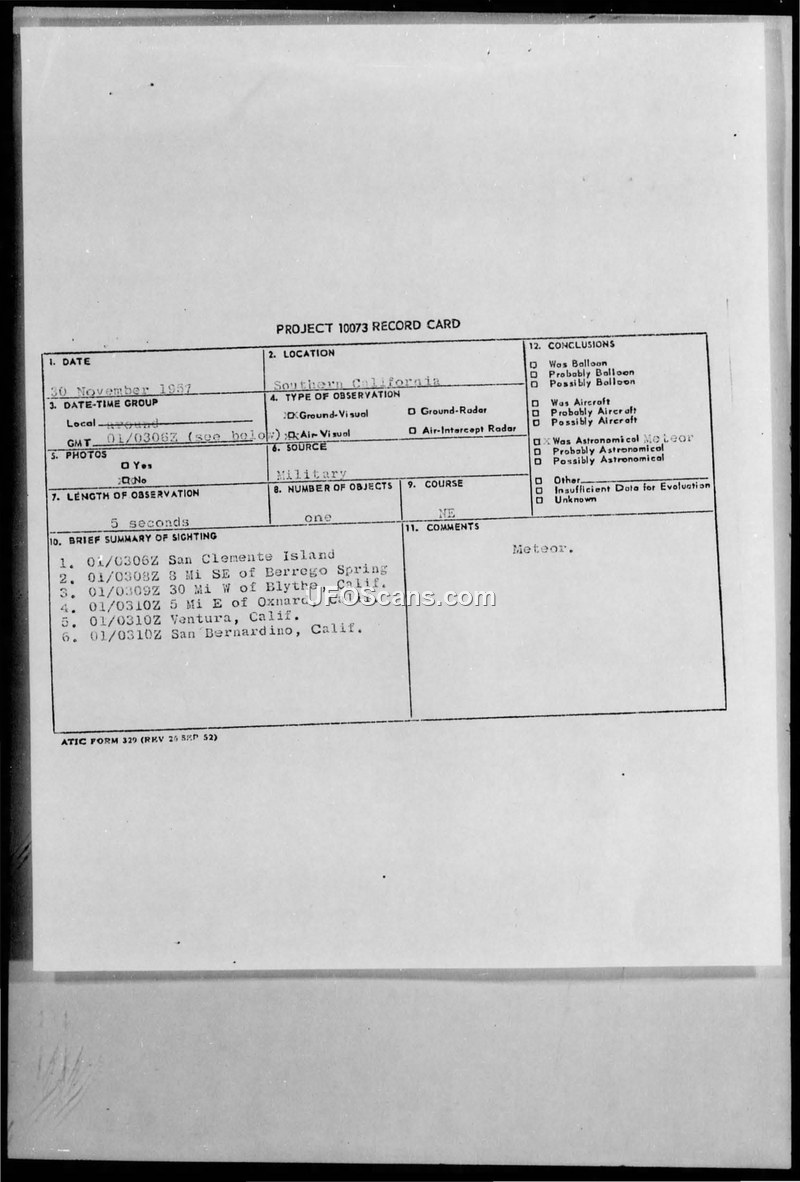 PROJECT 10073 RECORD CARD
1. DATE
30 November 1957
2. LOCATION
Southern California
12. CONCLUSIONS
Was Balloon
Probably Balloon
Possibly Balloon
Was Aircraft
Probably Aircraft
Possibly Aircraft
X Was Astronomical Meteor
Probably Astronomical
Possibly Astronomical
Other
Insufficient Data for Evaluation
Unknown
3. DATE-TIME GROUP
Local around
GMT 01/0306Z (see below)
4. TYPE OF OBSERVATION
X Ground-Visual
Ground-Radar
X Air-Visual
Air-Intercept Radar
5. PHOTOS
Yes
X No
6. SOURCE
Military
7. LENGTH OF OBSERVATION
5 seconds
8. NUMBER OF OBJECTS
one
9. COURSE
NE
10. BRIEF SUMMARY OF SIGHTING
1. 01/0306Z San Clemente Island
2. 01/0308Z 8 Mi SE of Borrego Spring
3. 01/0309Z 30 Mi W of Blythe, Calif.
4. 01/0310Z 5 Mi E of Oxnard,
5. 01/0310Z Ventura, Calif.
6. 01/0310Z San Bernardino, Calif.
11. COMMENTS
Meteor.
UFOScans.com
ATIC FORM 329 (REV 26 SEP 52)